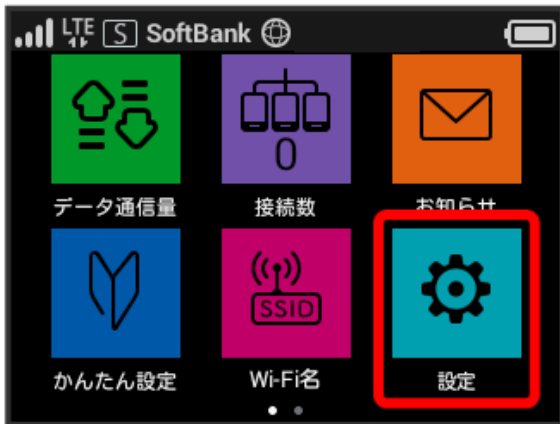 LTE S SoftBank
0
データ通信量 接続数 お知らせ
SSID
かんたん設定 Wi-Fi名 設定